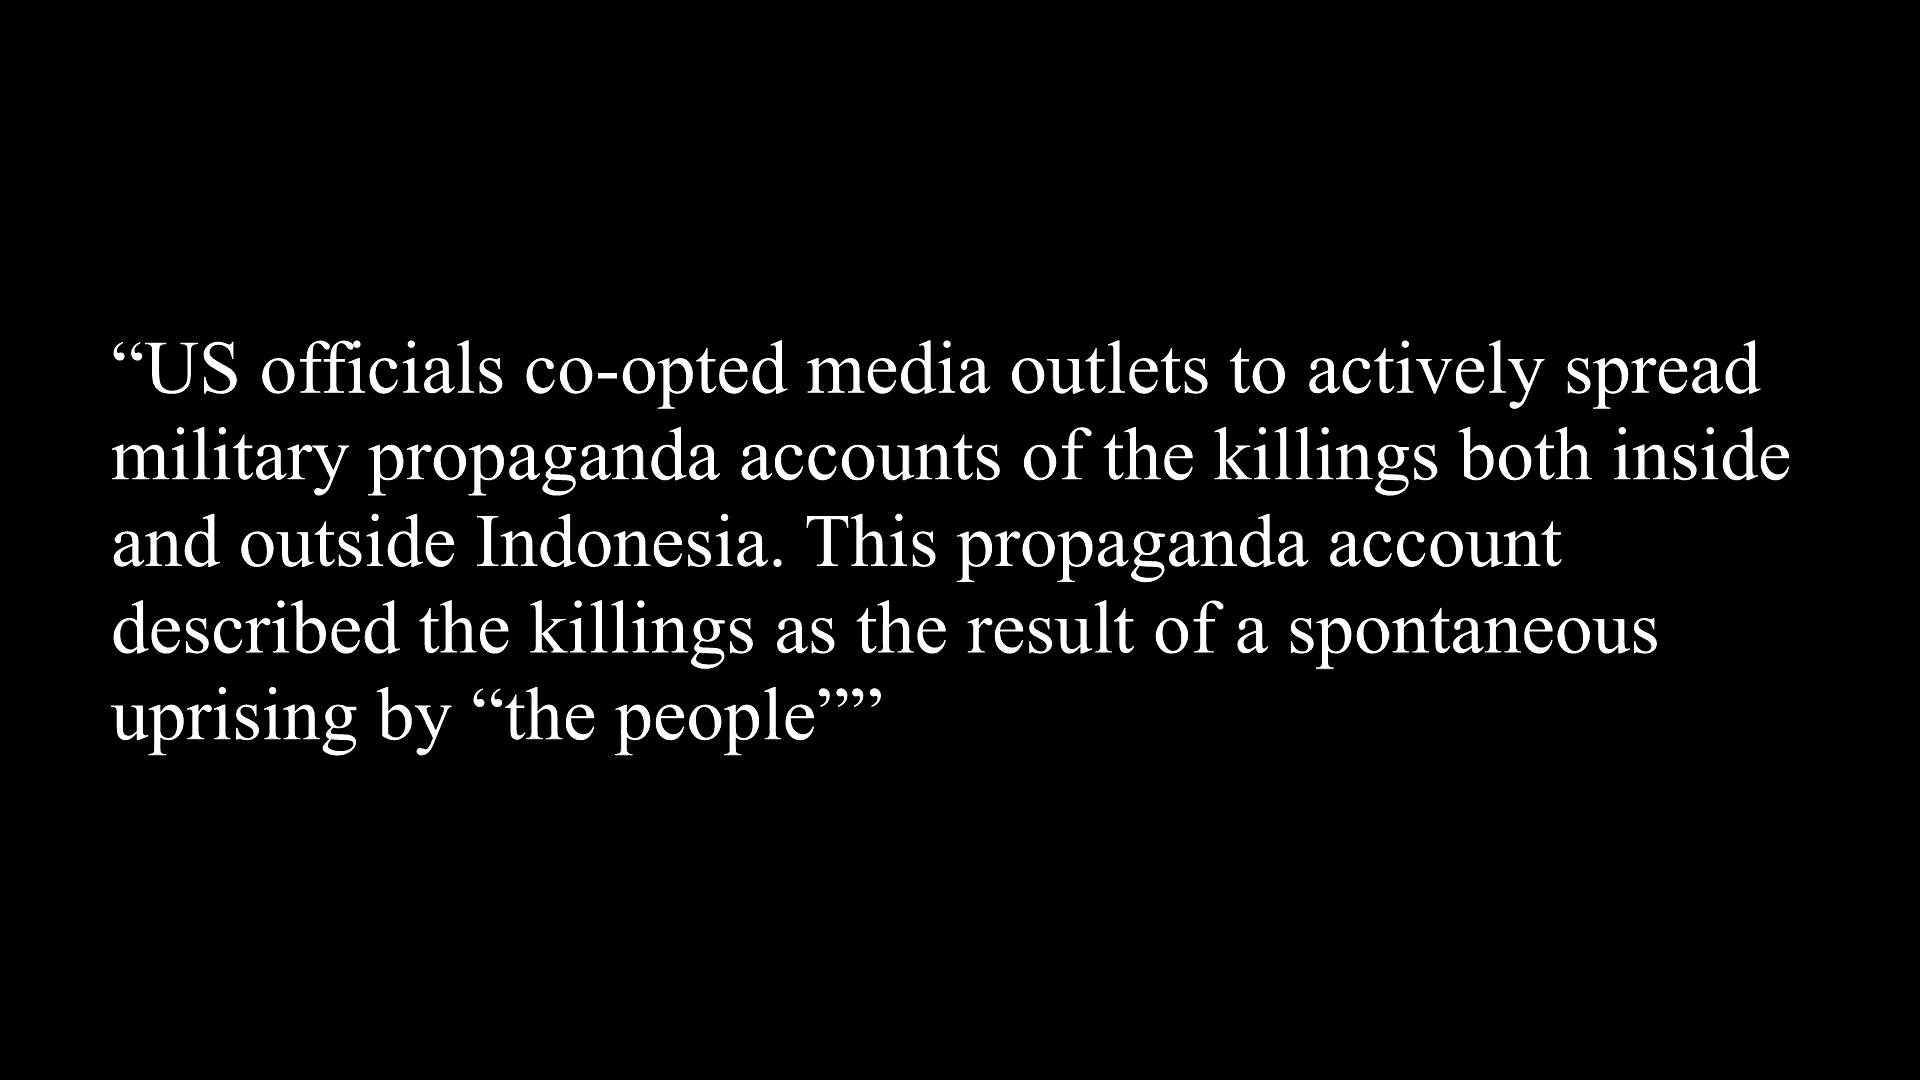 “US officials co-opted media outlets to actively spread
military propaganda accounts of the killings both inside
and outside Indonesia. This propaganda account
described the killings as the result of a spontaneous
uprising by “the people””